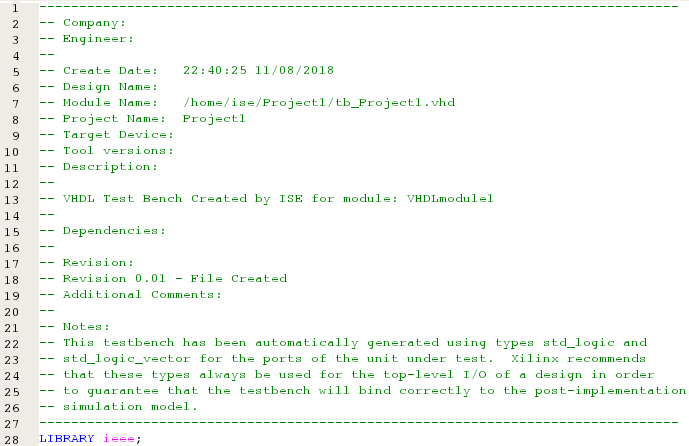 1 --------------------------------------------------------------------------------
2 -- Company:
3 -- Engineer:
4 --
5 -- Create Date:   22:40:25 11/08/2018
6 -- Design Name:
7 -- Module Name:   /home/ise/Project1/tb_Project1.vhd
8 -- Project Name:  Project1
9 -- Target Device:
10 -- Tool versions:
11 -- Description:
12 --
13 -- VHDL Test Bench Created by ISE for module: VHDLmodule1
14 --
15 -- Dependencies:
16 --
17 -- Revision:
18 -- Revision 0.01 - File Created
19 -- Additional Comments:
20 --
21 -- Notes:
22 -- This testbench has been automatically generated using types std_logic and
23 -- std_logic_vector for the ports of the unit under test.  Xilinx recommends
24 -- that these types always be used for the top-level I/O of a design in order
25 -- to guarantee that the testbench will bind correctly to the post-implementation
26 -- simulation model.
27 --------------------------------------------------------------------------------
28 LIBRARY ieee;